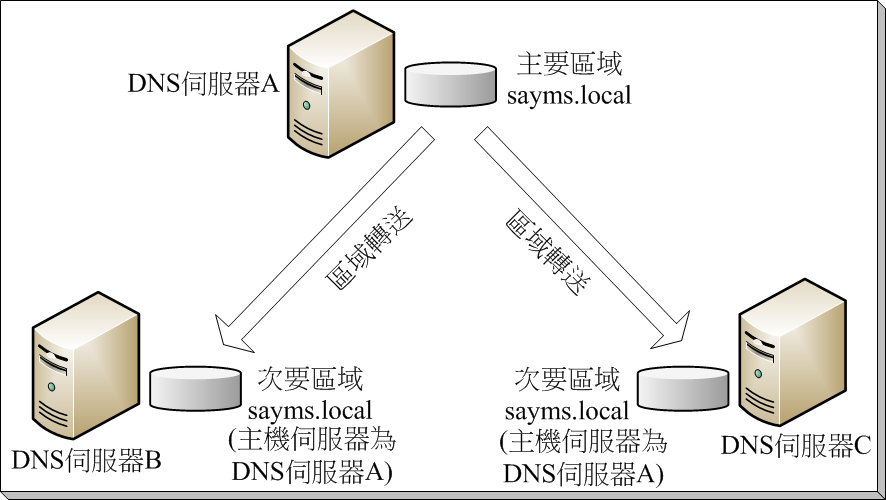 DNS伺服器A
主要區域
sayms.local
區域轉送
區域轉送
DNS伺服器B
次要區域
sayms.local
(主機伺服器為
DNS伺服器A)
次要區域
sayms.local
(主機伺服器為
DNS伺服器A)
DNS伺服器C